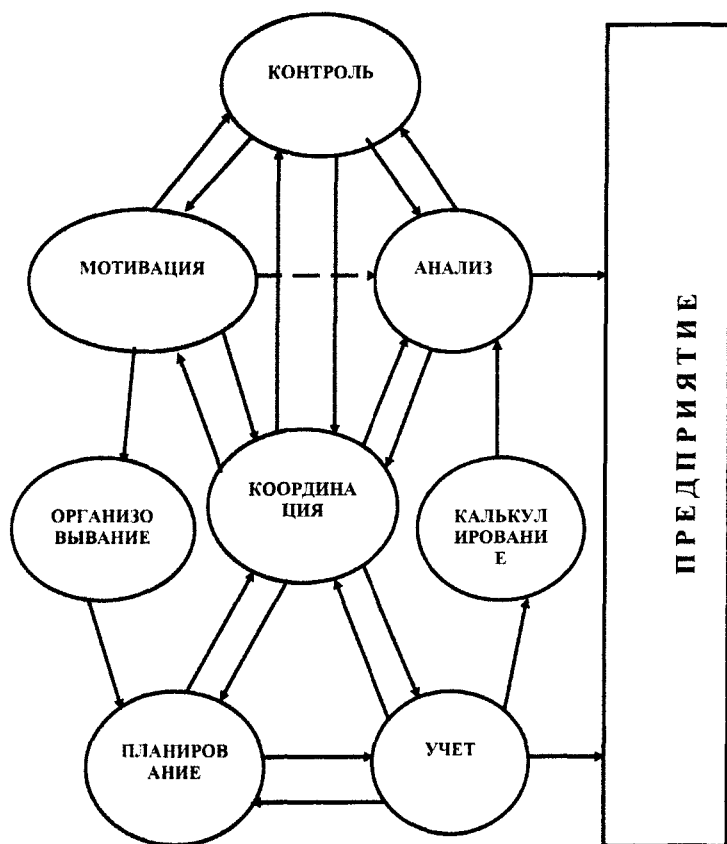 КОНТРОЛЬ
МОТИВАЦИЯ
АНАЛИЗ
КООРДИНА
ЦИЯ
ОРГАНИЗО
ВЫВАНИЕ
КАЛЬКУЛ
ИРОВАНИ
Е
ПЛАНИРОВ
АНИЕ
УЧЕТ
ПРЕДПРИЯТИЕ